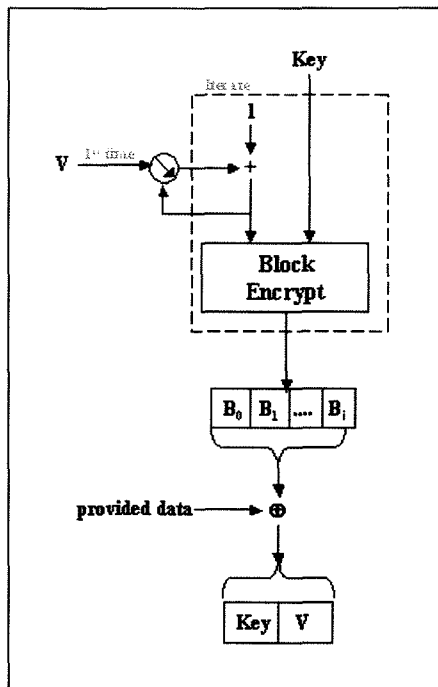 Key
Iterate
1
V 1st time
+
Block
Encrypt
B₀ B₁ .... Bᵢ
provided data ⊕
Key V